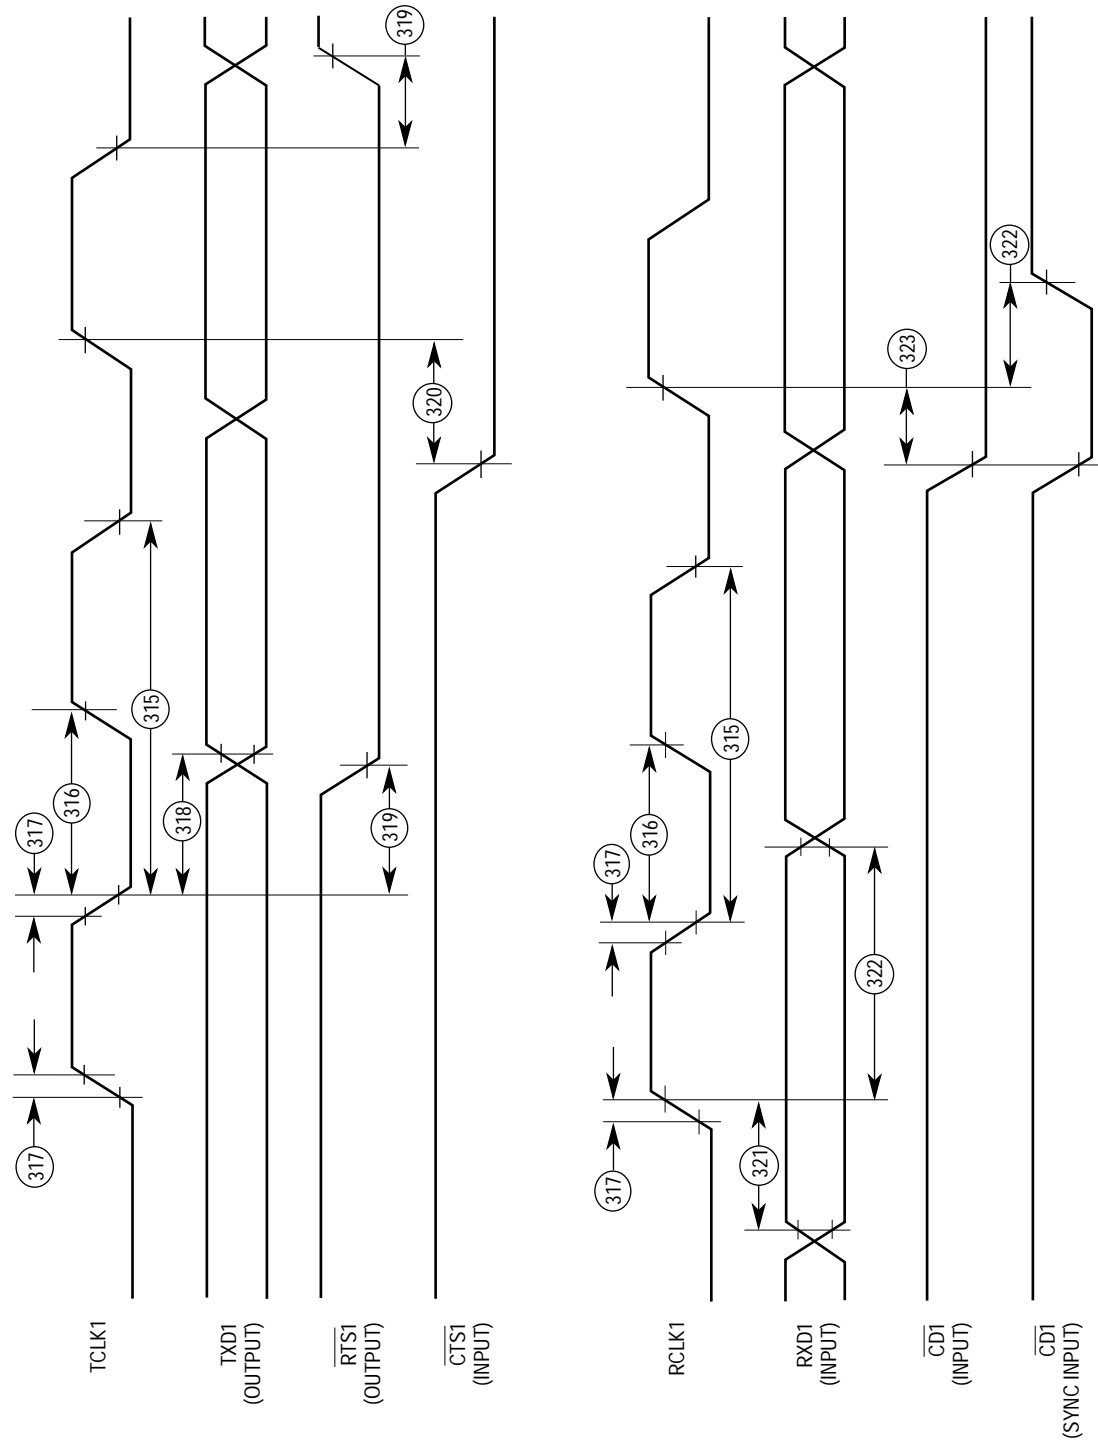 317
317
316
TCLK1
315
318
TXD1
(OUTPUT)
RTS1
(OUTPUT)
319
319
320
CTS1
(INPUT)
317
317
316
RCLK1
315
321
RXD1
(INPUT)
322
323
CD1
(INPUT)
322
CD1
(SYNC INPUT)